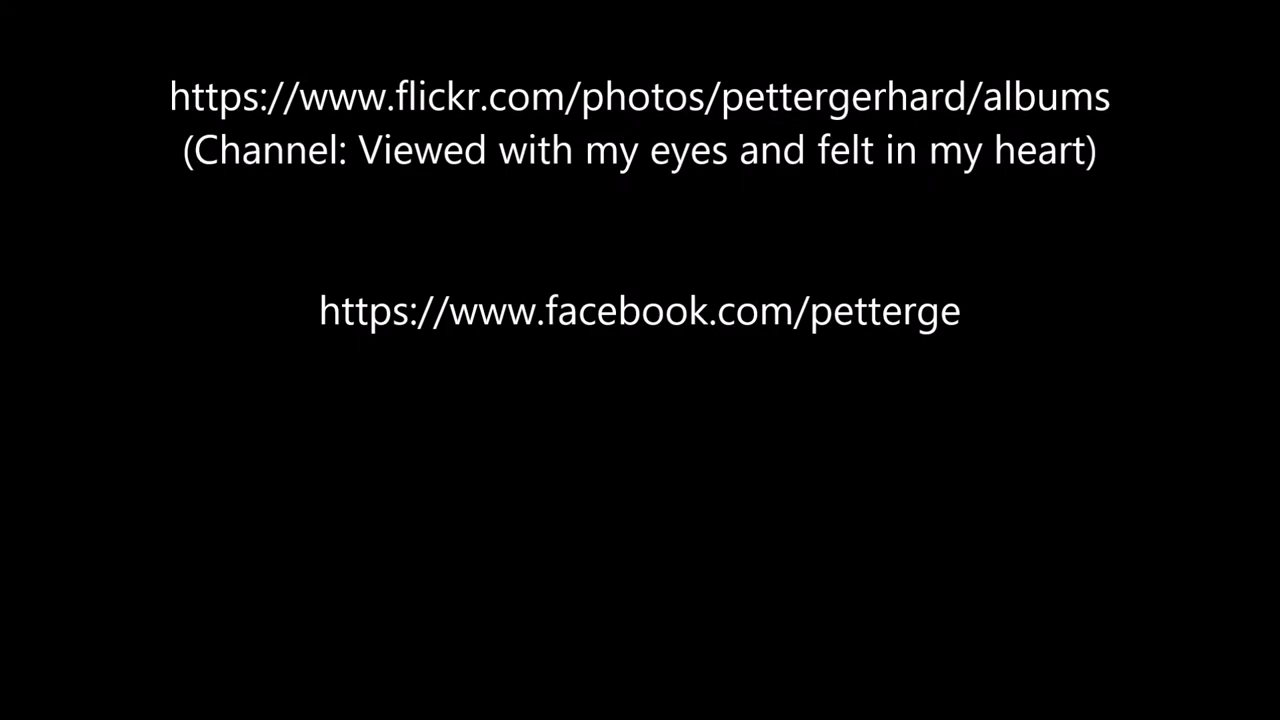 https://www.flickr.com/photos/pettergerhard/albums
(Channel: Viewed with my eyes and felt in my heart)
https://www.facebook.com/petterge